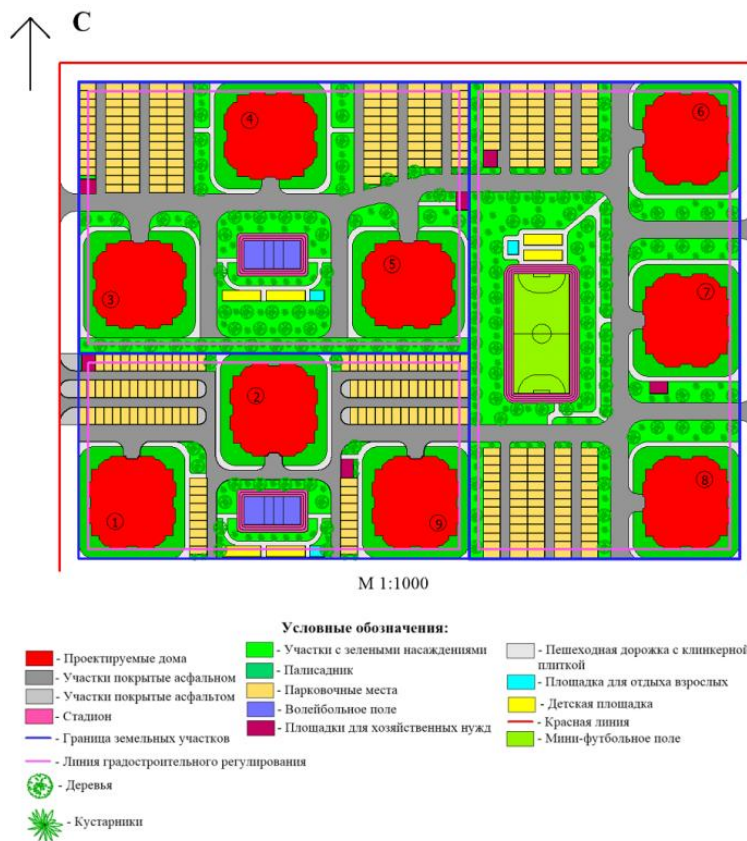 С
4
6
3
5
7
2
1
9
8
М 1:1000
Условные обозначения:
- Проектируемые дома
- Участки покрытые асфальном
- Участки покрытые асфальтом
- Стадион
- Граница земельных участков
- Линия градостроительного регулирования
- Деревья
- Кустарники
- Участки с зелеными насаждениями
- Палисадник
- Парковочные места
- Волейбольное поле
- Площадки для хозяйственных нужд
- Пешеходная дорожка с клинкерной
плиткой
- Площадка для отдыха взрослых
- Детская площадка
- Красная линия
- Мини-футбольное поле